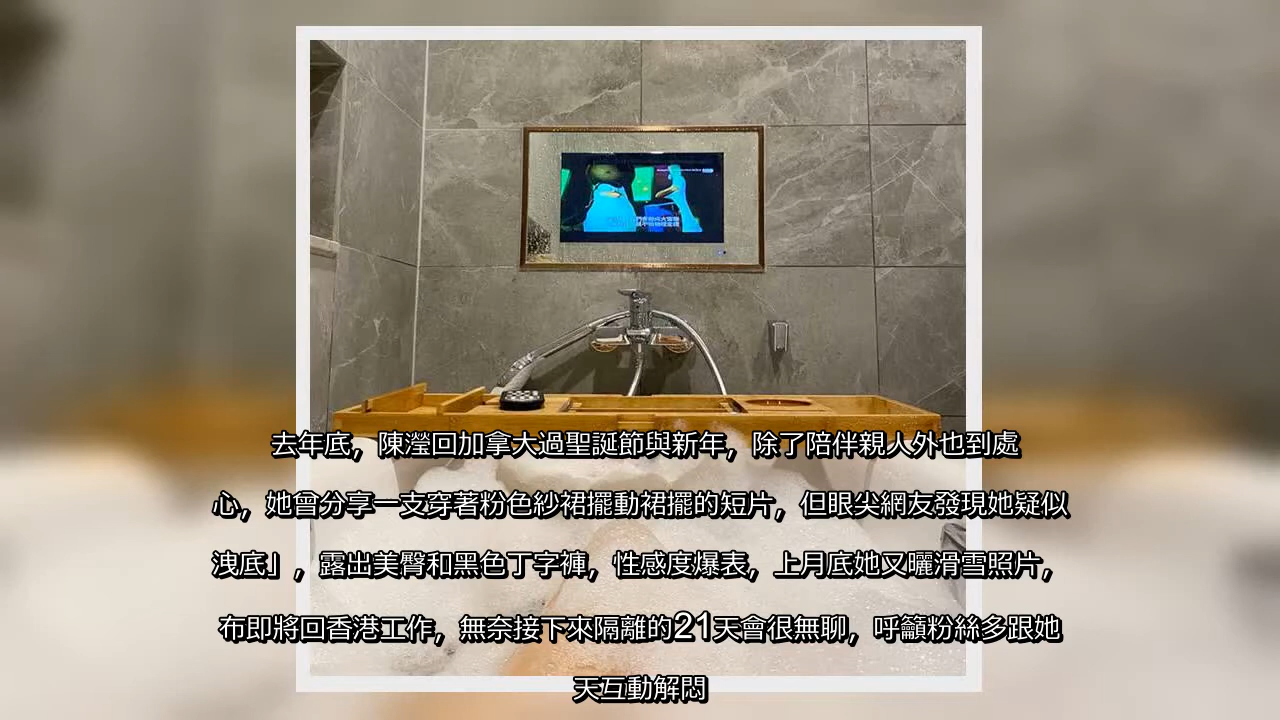 去年底，陳瀅回加拿大過聖誕節與新年，除了陪伴親人外也到處
心，她曾分享一支穿著粉色紗裙擺動裙擺的短片，但眼尖網友發現她疑似
洩底」，露出美臀和黑色丁字褲，性感度爆表，上月底她又曬滑雪照片，
布即將回香港工作，無奈接下來隔離的21天會很無聊，呼籲粉絲多跟她
天互動解悶